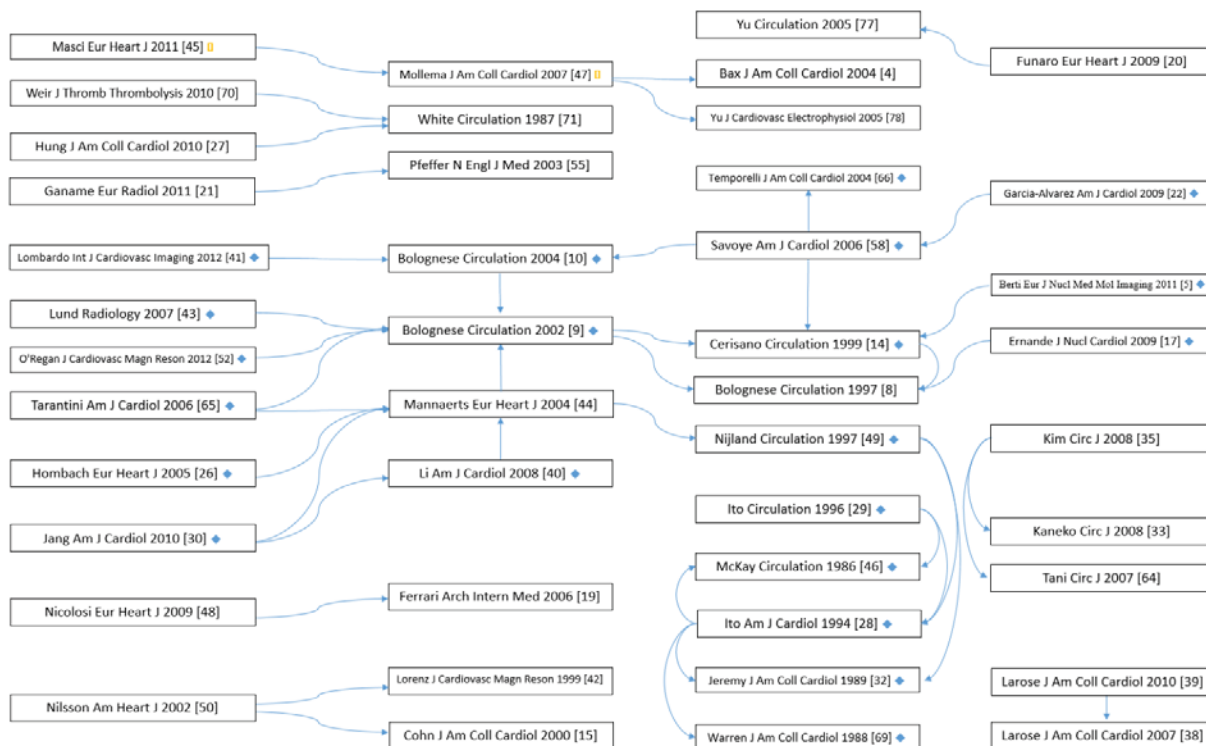 Masci Eur Heart J 2011 [45]
Weir J Thromb Thrombolysis 2010 [70]
Hung J Am Coll Cardiol 2010 [27]
Ganame Eur Radiol 2011 [21]
Lombardo Int J Cardiovasc Imaging 2012 [41]
Lund Radiology 2007 [43]
O'Regan J Cardiovasc Magn Reson 2012 [52]
Tarantini Am J Cardiol 2006 [65]
Hombach Eur Heart J 2005 [26]
Jang Am J Cardiol 2010 [30]
Nicolosi Eur Heart J 2009 [48]
Nilsson Am Heart J 2002 [50]
Mollema J Am Coll Cardiol 2007 [47]
White Circulation 1987 [71]
Pfeffer N Engl J Med 2003 [55]
Bolognese Circulation 2004 [10]
Bolognese Circulation 2002 [9]
Mannaerts Eur Heart J 2004 [44]
Li Am J Cardiol 2008 [40]
Ferrari Arch Intern Med 2006 [19]
Lorenz J Cardiovasc Magn Reson 1999 [42]
Cohn J Am Coll Cardiol 2000 [15]
Yu Circulation 2005 [77]
Bax J Am Coll Cardiol 2004 [4]
Yu J Cardiovasc Electrophysiol 2005 [78]
Temporelli J Am Coll Cardiol 2004 [66]
Savoye Am J Cardiol 2006 [58]
Cerisano Circulation 1999 [14]
Bolognese Circulation 1997 [8]
Nijland Circulation 1997 [49]
Ito Circulation 1996 [29]
McKay Circulation 1986 [46]
Ito Am J Cardiol 1994 [28]
Jeremy J Am Coll Cardiol 1989 [32]
Warren J Am Coll Cardiol 1988 [69]
Funaro Eur Heart J 2009 [20]
Garcia-Alvarez Am J Cardiol 2009 [22]
Berti Eur J Nucl Med Mol Imaging 2011 [5]
Ernande J Nucl Cardiol 2009 [17]
Kim Circ J 2008 [35]
Kaneko Circ J 2008 [33]
Tani Circ J 2007 [64]
Larose J Am Coll Cardiol 2010 [39]
Larose J Am Coll Cardiol 2007 [38]